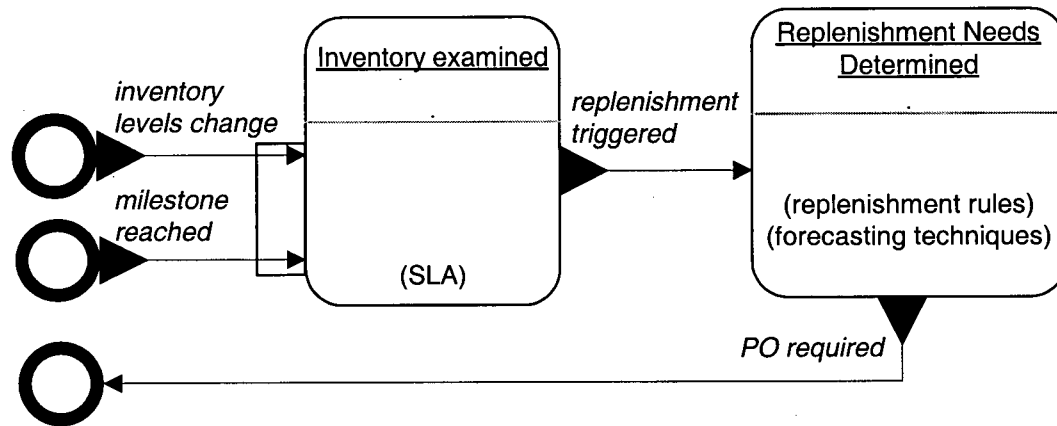 Inventory examined
Replenishment Needs
Determined
inventory
levels change
replenishment
triggered
milestone
reached
(replenishment rules)
(forecasting techniques)
(SLA)
PO required